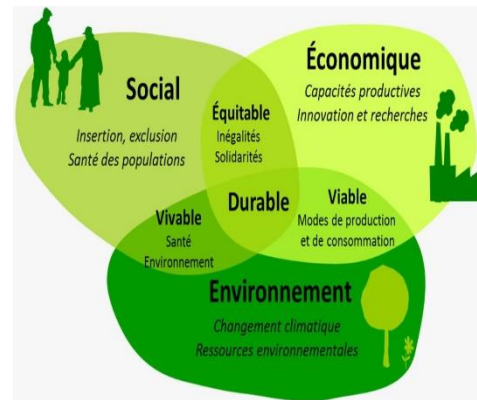 Social
Insertion, exclusion
Santé des populations
Économique
Capacités productives
Innovation et recherches
Équitable
Inégalités
Solidarités
Durable
Vivable
Santé
Environnement
Viable
Modes de production
et de consommation
Environnement
Changement climatique
Ressources environnementales